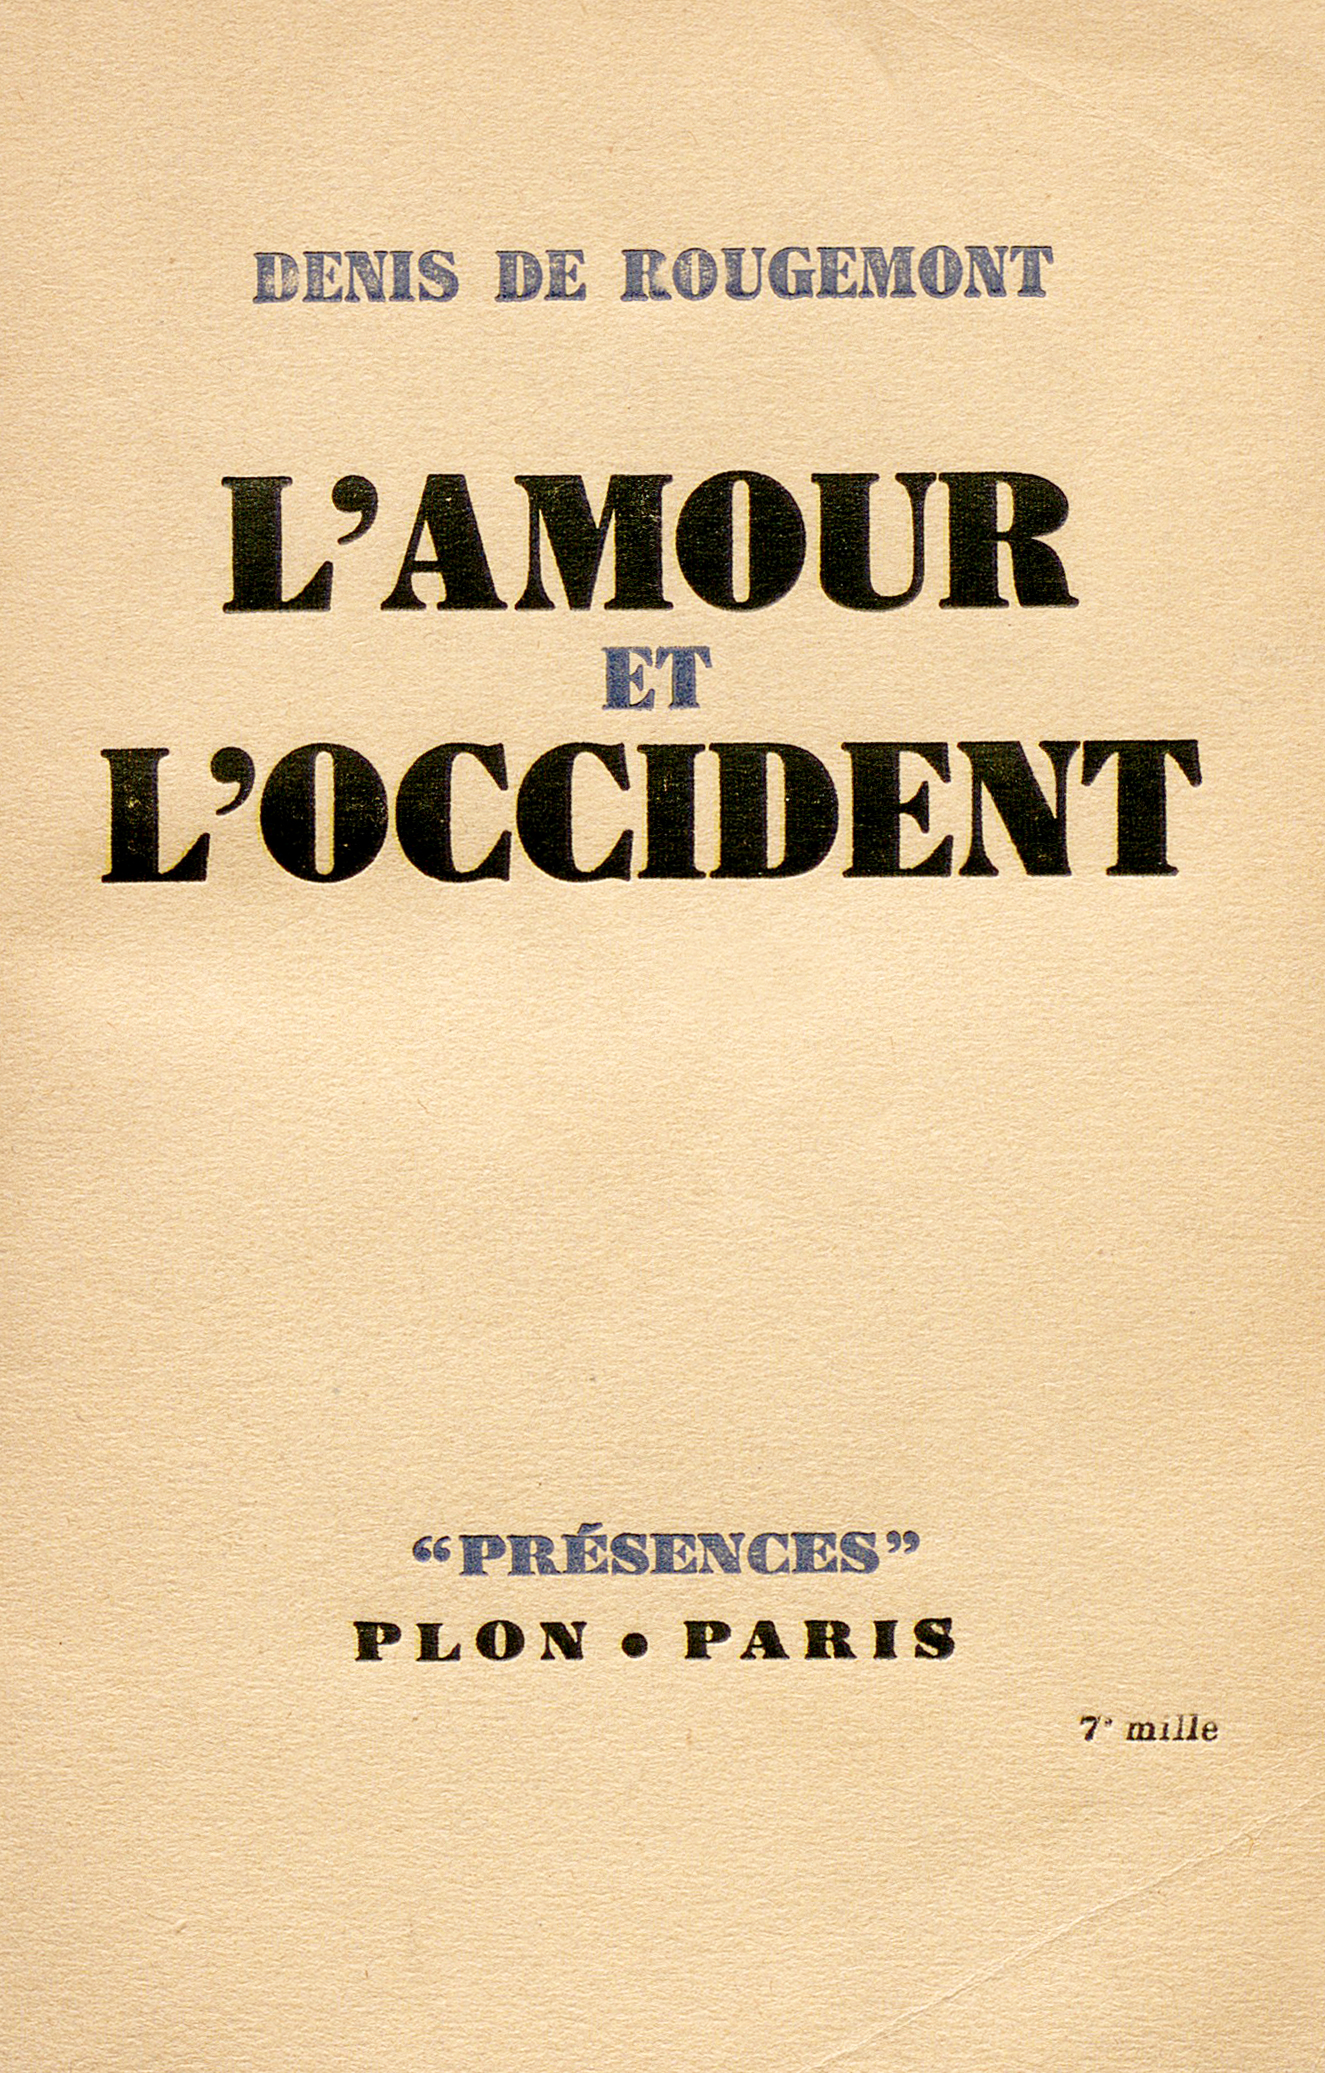 DENIS DE ROUGEMONT
L'AMOUR
ET
L'OCCIDENT
“PRÉSENCES”
PLON • PARIS
7e mille